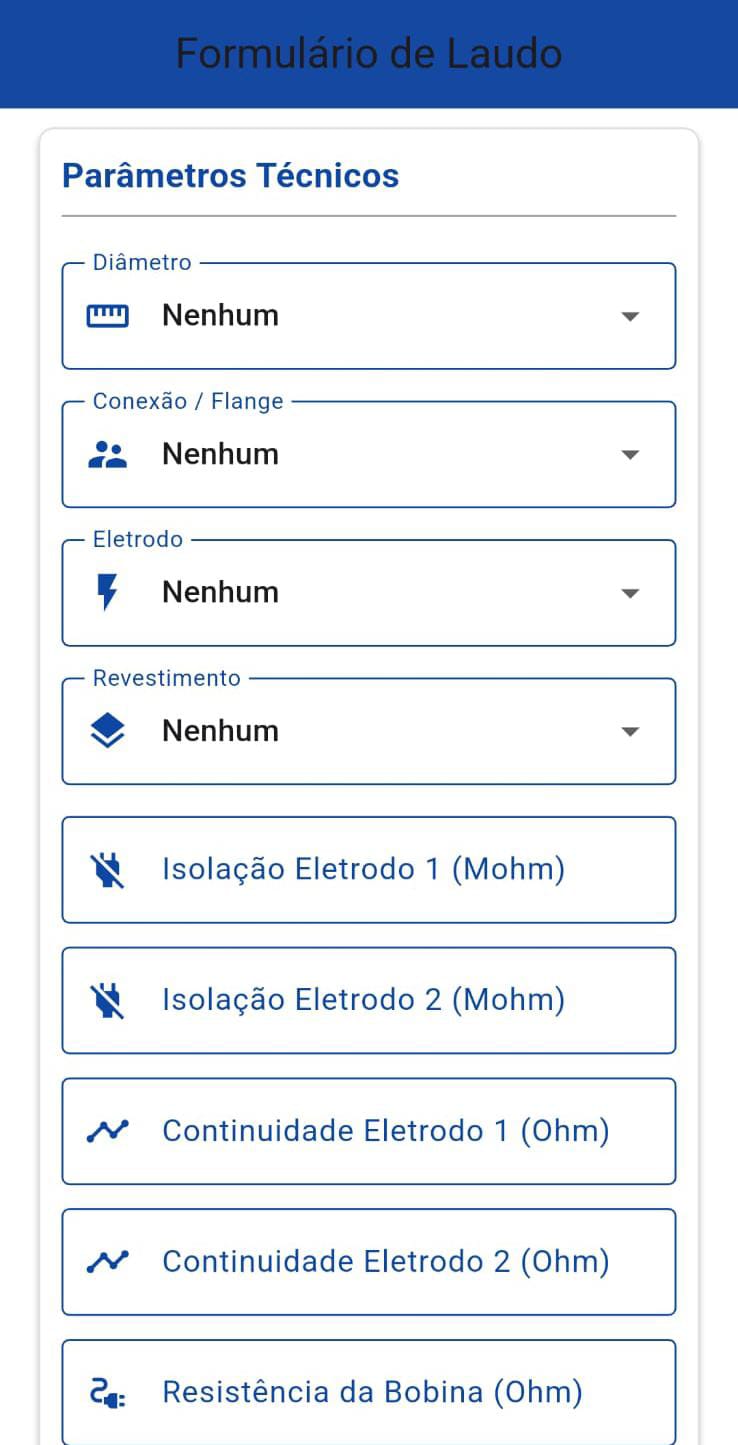 Formulário de Laudo
Parâmetros Técnicos
Diâmetro
Nenhum
Conexão / Flange
Nenhum
Eletrodo
Nenhum
Revestimento
Nenhum
Isolação Eletrodo 1 (Mohm)
Isolação Eletrodo 2 (Mohm)
Continuidade Eletrodo 1 (Ohm)
Continuidade Eletrodo 2 (Ohm)
Resistência da Bobina (Ohm)